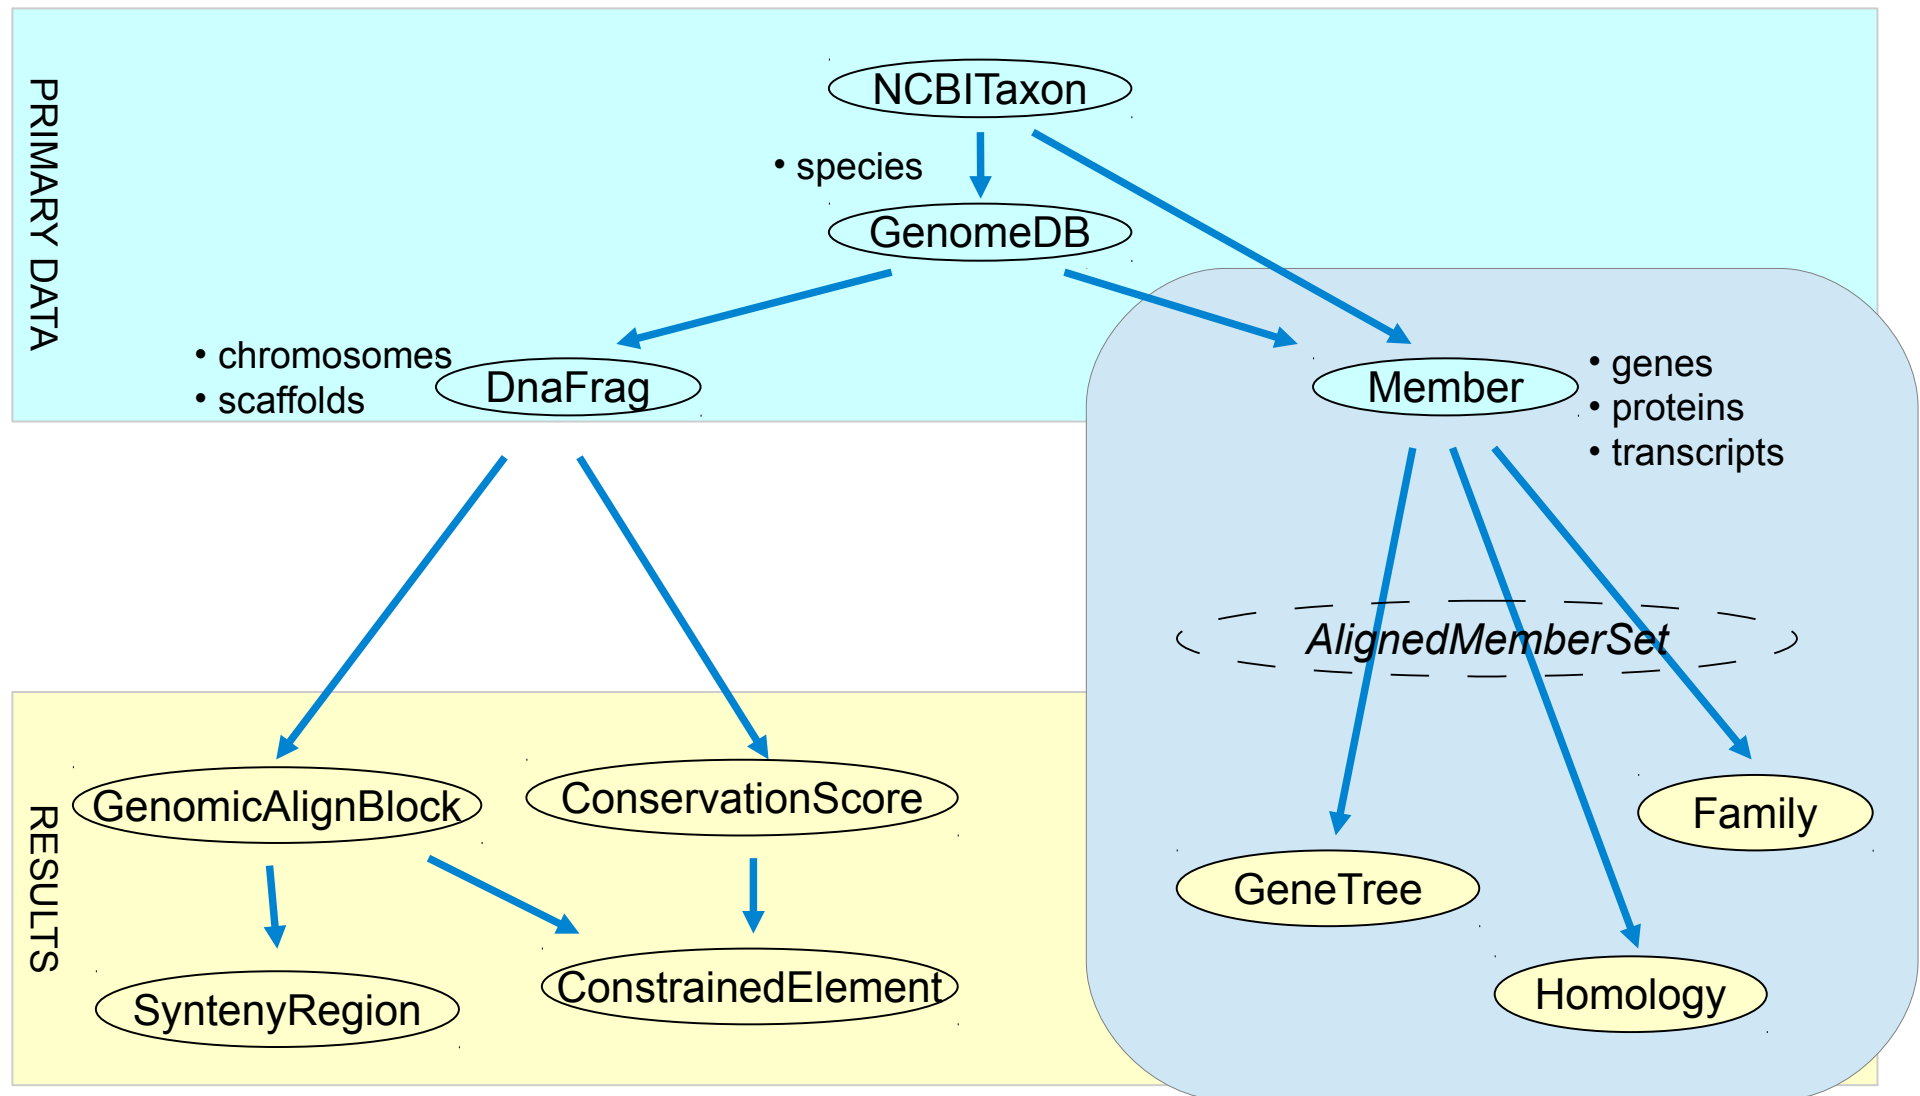 PRIMARY DATA
NCBITaxon
• species
GenomeDB
• chromosomes
• scaffolds
DnaFrag
Member
• genes
• proteins
• transcripts
AlignedMemberSet
RESULTS
GenomicAlignBlock
ConservationScore
Family
GeneTree
SyntenyRegion
ConstrainedElement
Homology